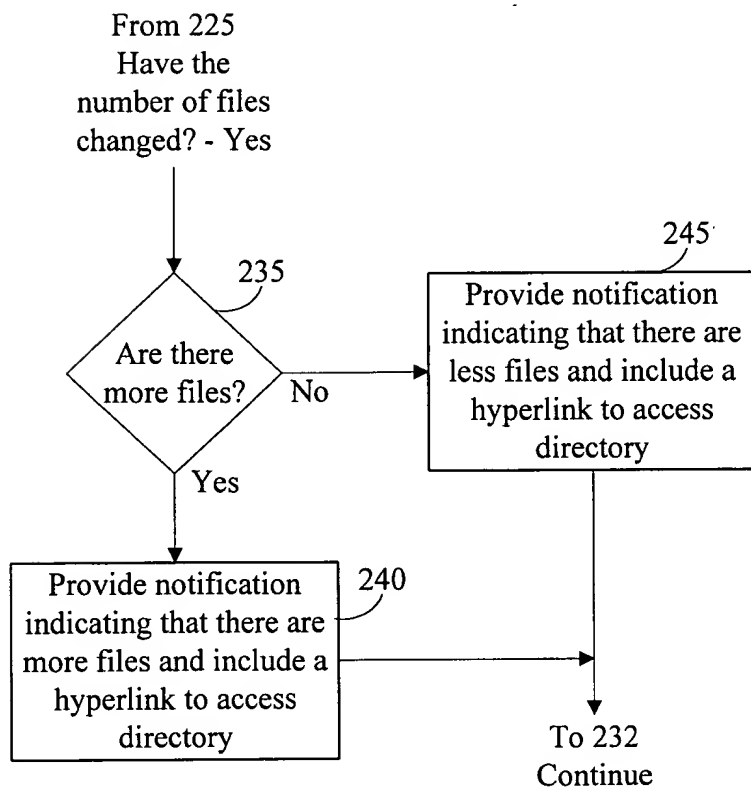 From 225
Have the
number of files
changed? - Yes
235
Are there
more files?
No
Yes
245
Provide notification
indicating that there are
less files and include a
hyperlink to access
directory
240
Provide notification
indicating that there are
more files and include a
hyperlink to access
directory
To 232
Continue